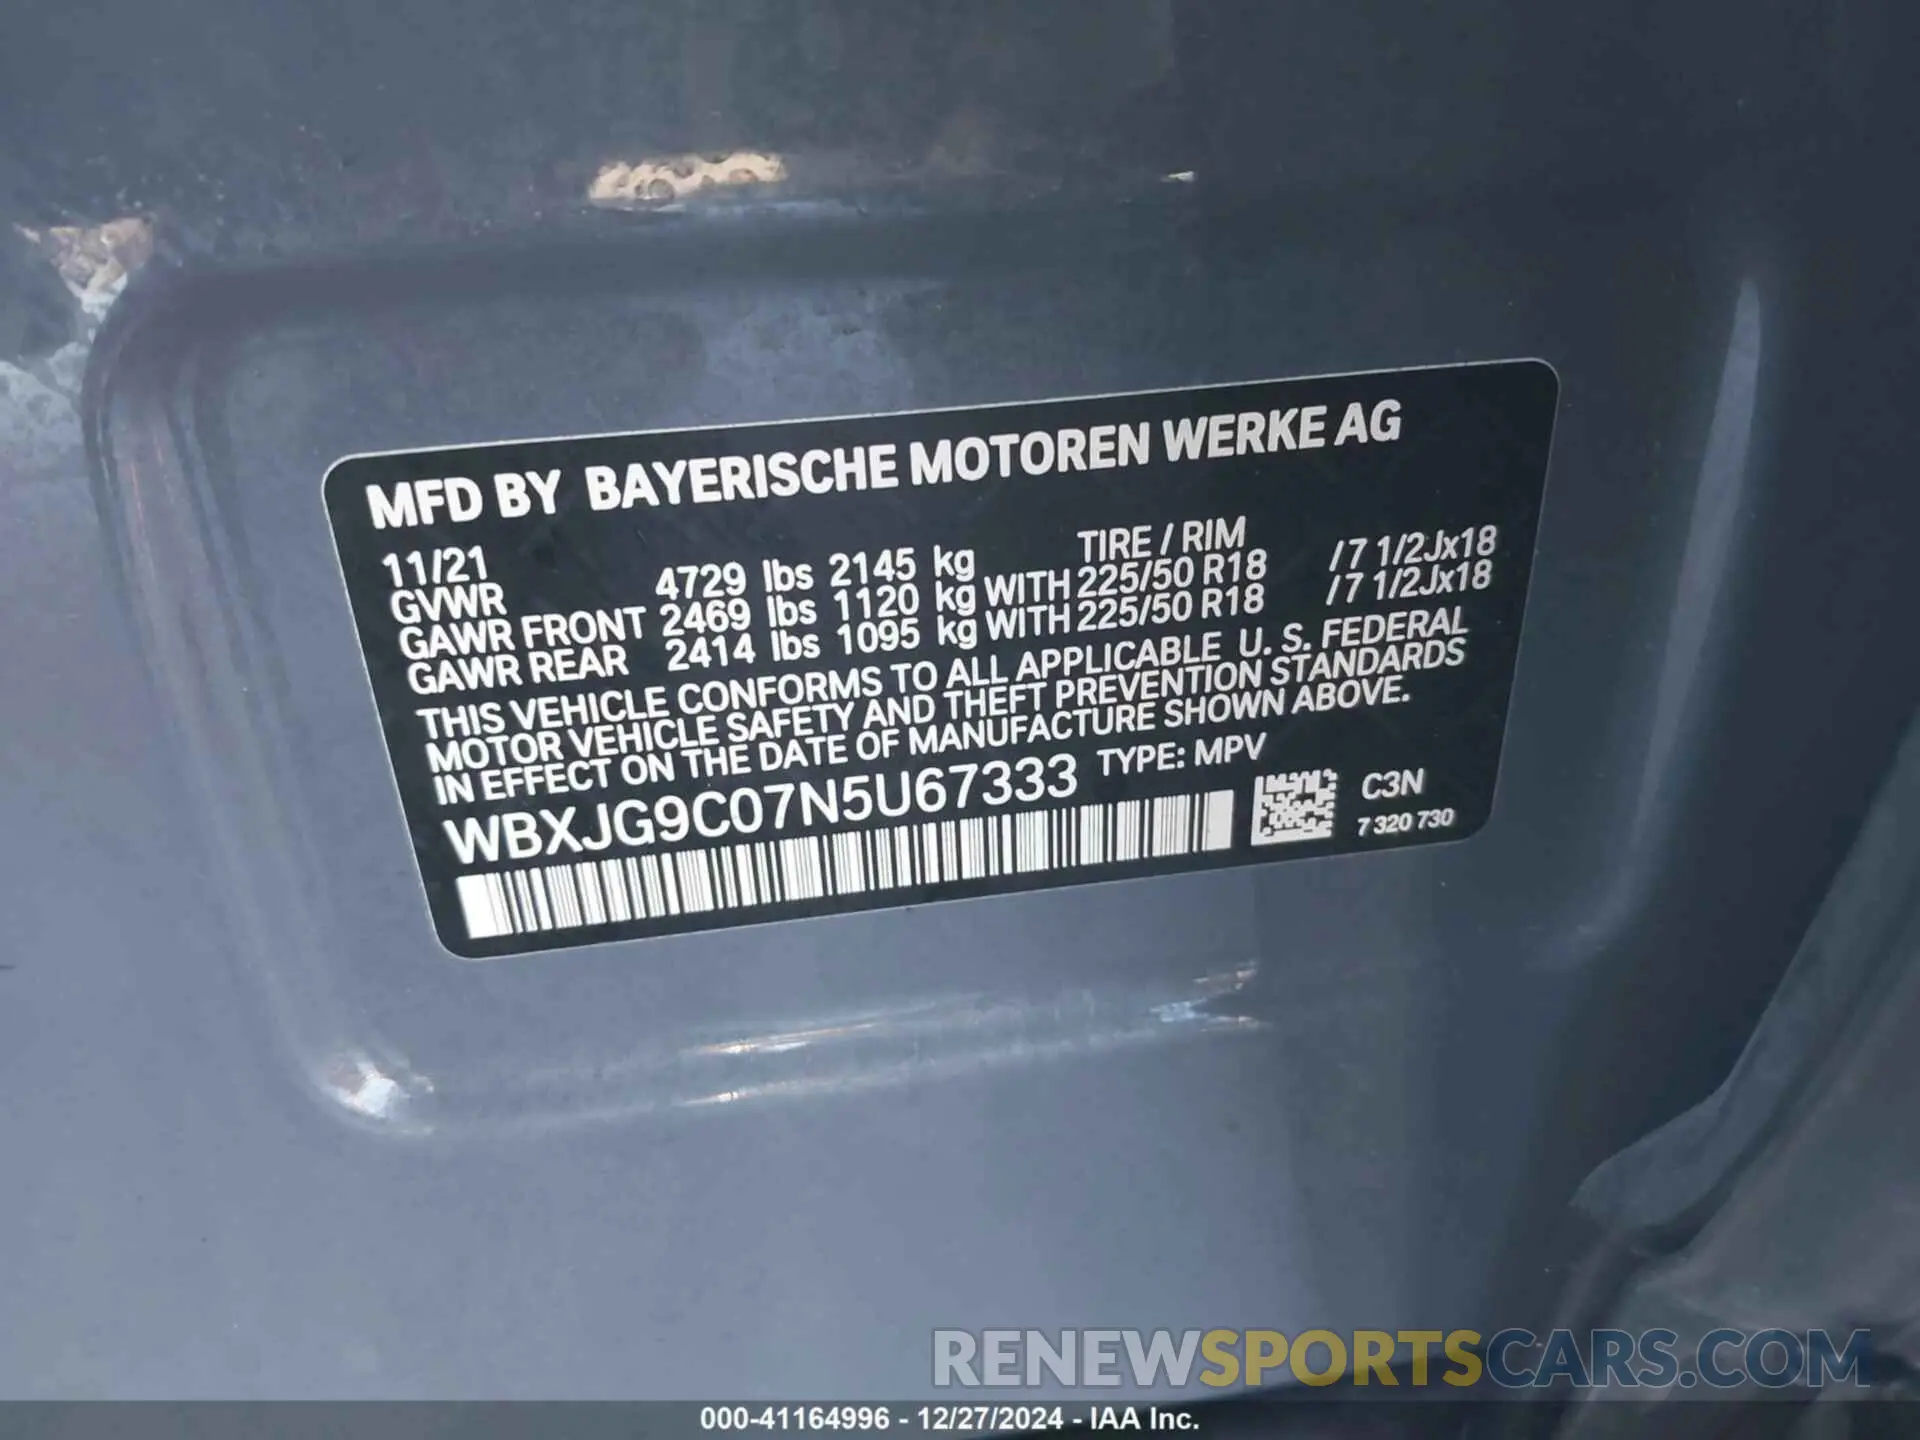 MFD BY BAYERISCHE MOTOREN WERKE AG
11/21 TIRE / RIM
GVWR 4729 lbs 2145 kg
GAWR FRONT 2469 lbs 1120 kg WITH 225/50 R18 /7 1/2Jx18
GAWR REAR 2414 lbs 1095 kg WITH 225/50 R18 /7 1/2Jx18
THIS VEHICLE CONFORMS TO ALL APPLICABLE U. S. FEDERAL
MOTOR VEHICLE SAFETY AND THEFT PREVENTION STANDARDS
IN EFFECT ON THE DATE OF MANUFACTURE SHOWN ABOVE.
WBXJG9C07N5U67333 TYPE: MPV
C3N
7 320 730
RENEWSPORTSCARS.COM
000-41164996 - 12/27/2024 - IAA Inc.